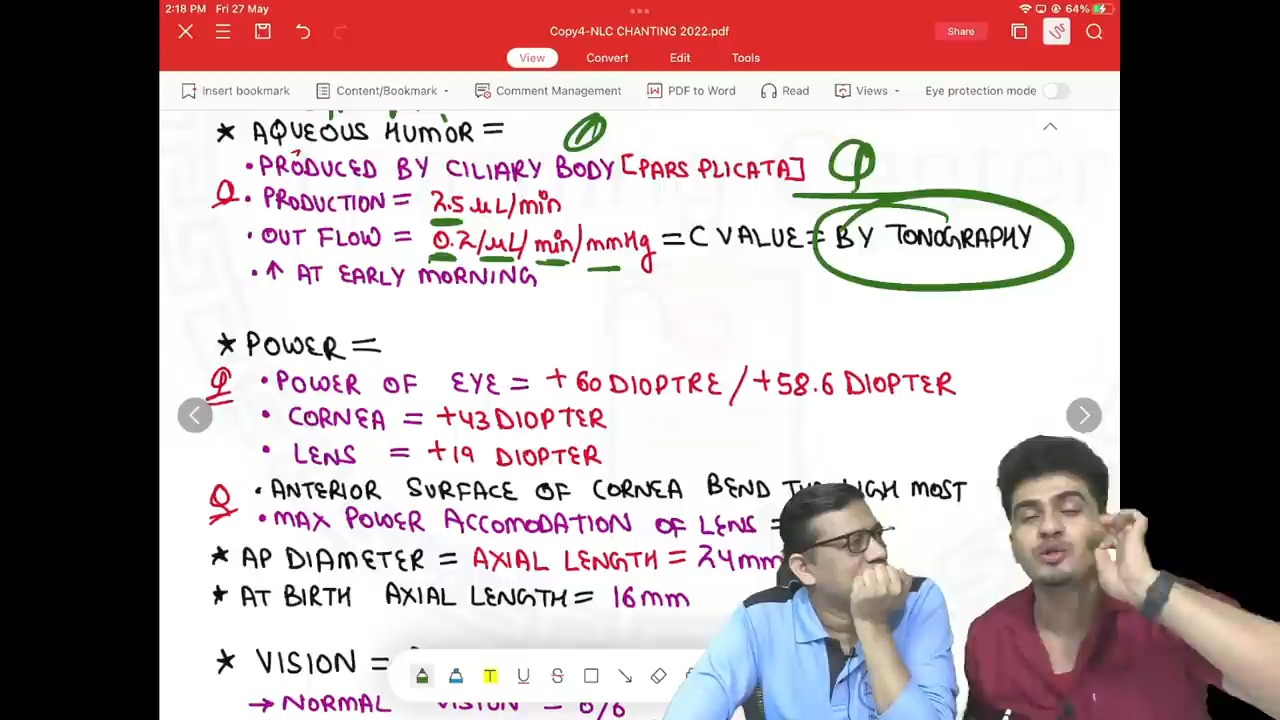 2:18 PM Fri 27 May
64%
Copy4-NLC CHANTING 2022.pdf
Share
View Convert Edit Tools
Insert bookmark Content/Bookmark Comment Management PDF to Word Read Views Eye protection mode
★ AQUEOUS HUMOR =
• PRODUCED BY CILIARY BODY [PARS PLICATA]
Q • PRODUCTION = 2.5 µL/min
• OUT FLOW = 0.2/µL/min/mmHg = C VALUE = BY TONOGRAPHY
• ↑ AT EARLY MORNING
★ POWER =
Q • POWER OF EYE = +60 DIOPTRE / +58.6 DIOPTER
• CORNEA = +43 DIOPTER
• LENS = +19 DIOPTER
Q • ANTERIOR SURFACE OF CORNEA BEND MOST
• MAX POWER ACCOMODATION OF LENS =
★ AP DIAMETER = AXIAL LENGTH = 24mm
★ AT BIRTH AXIAL LENGTH = 16mm
★ VISION =
→ NORMAL VISION = 6/6